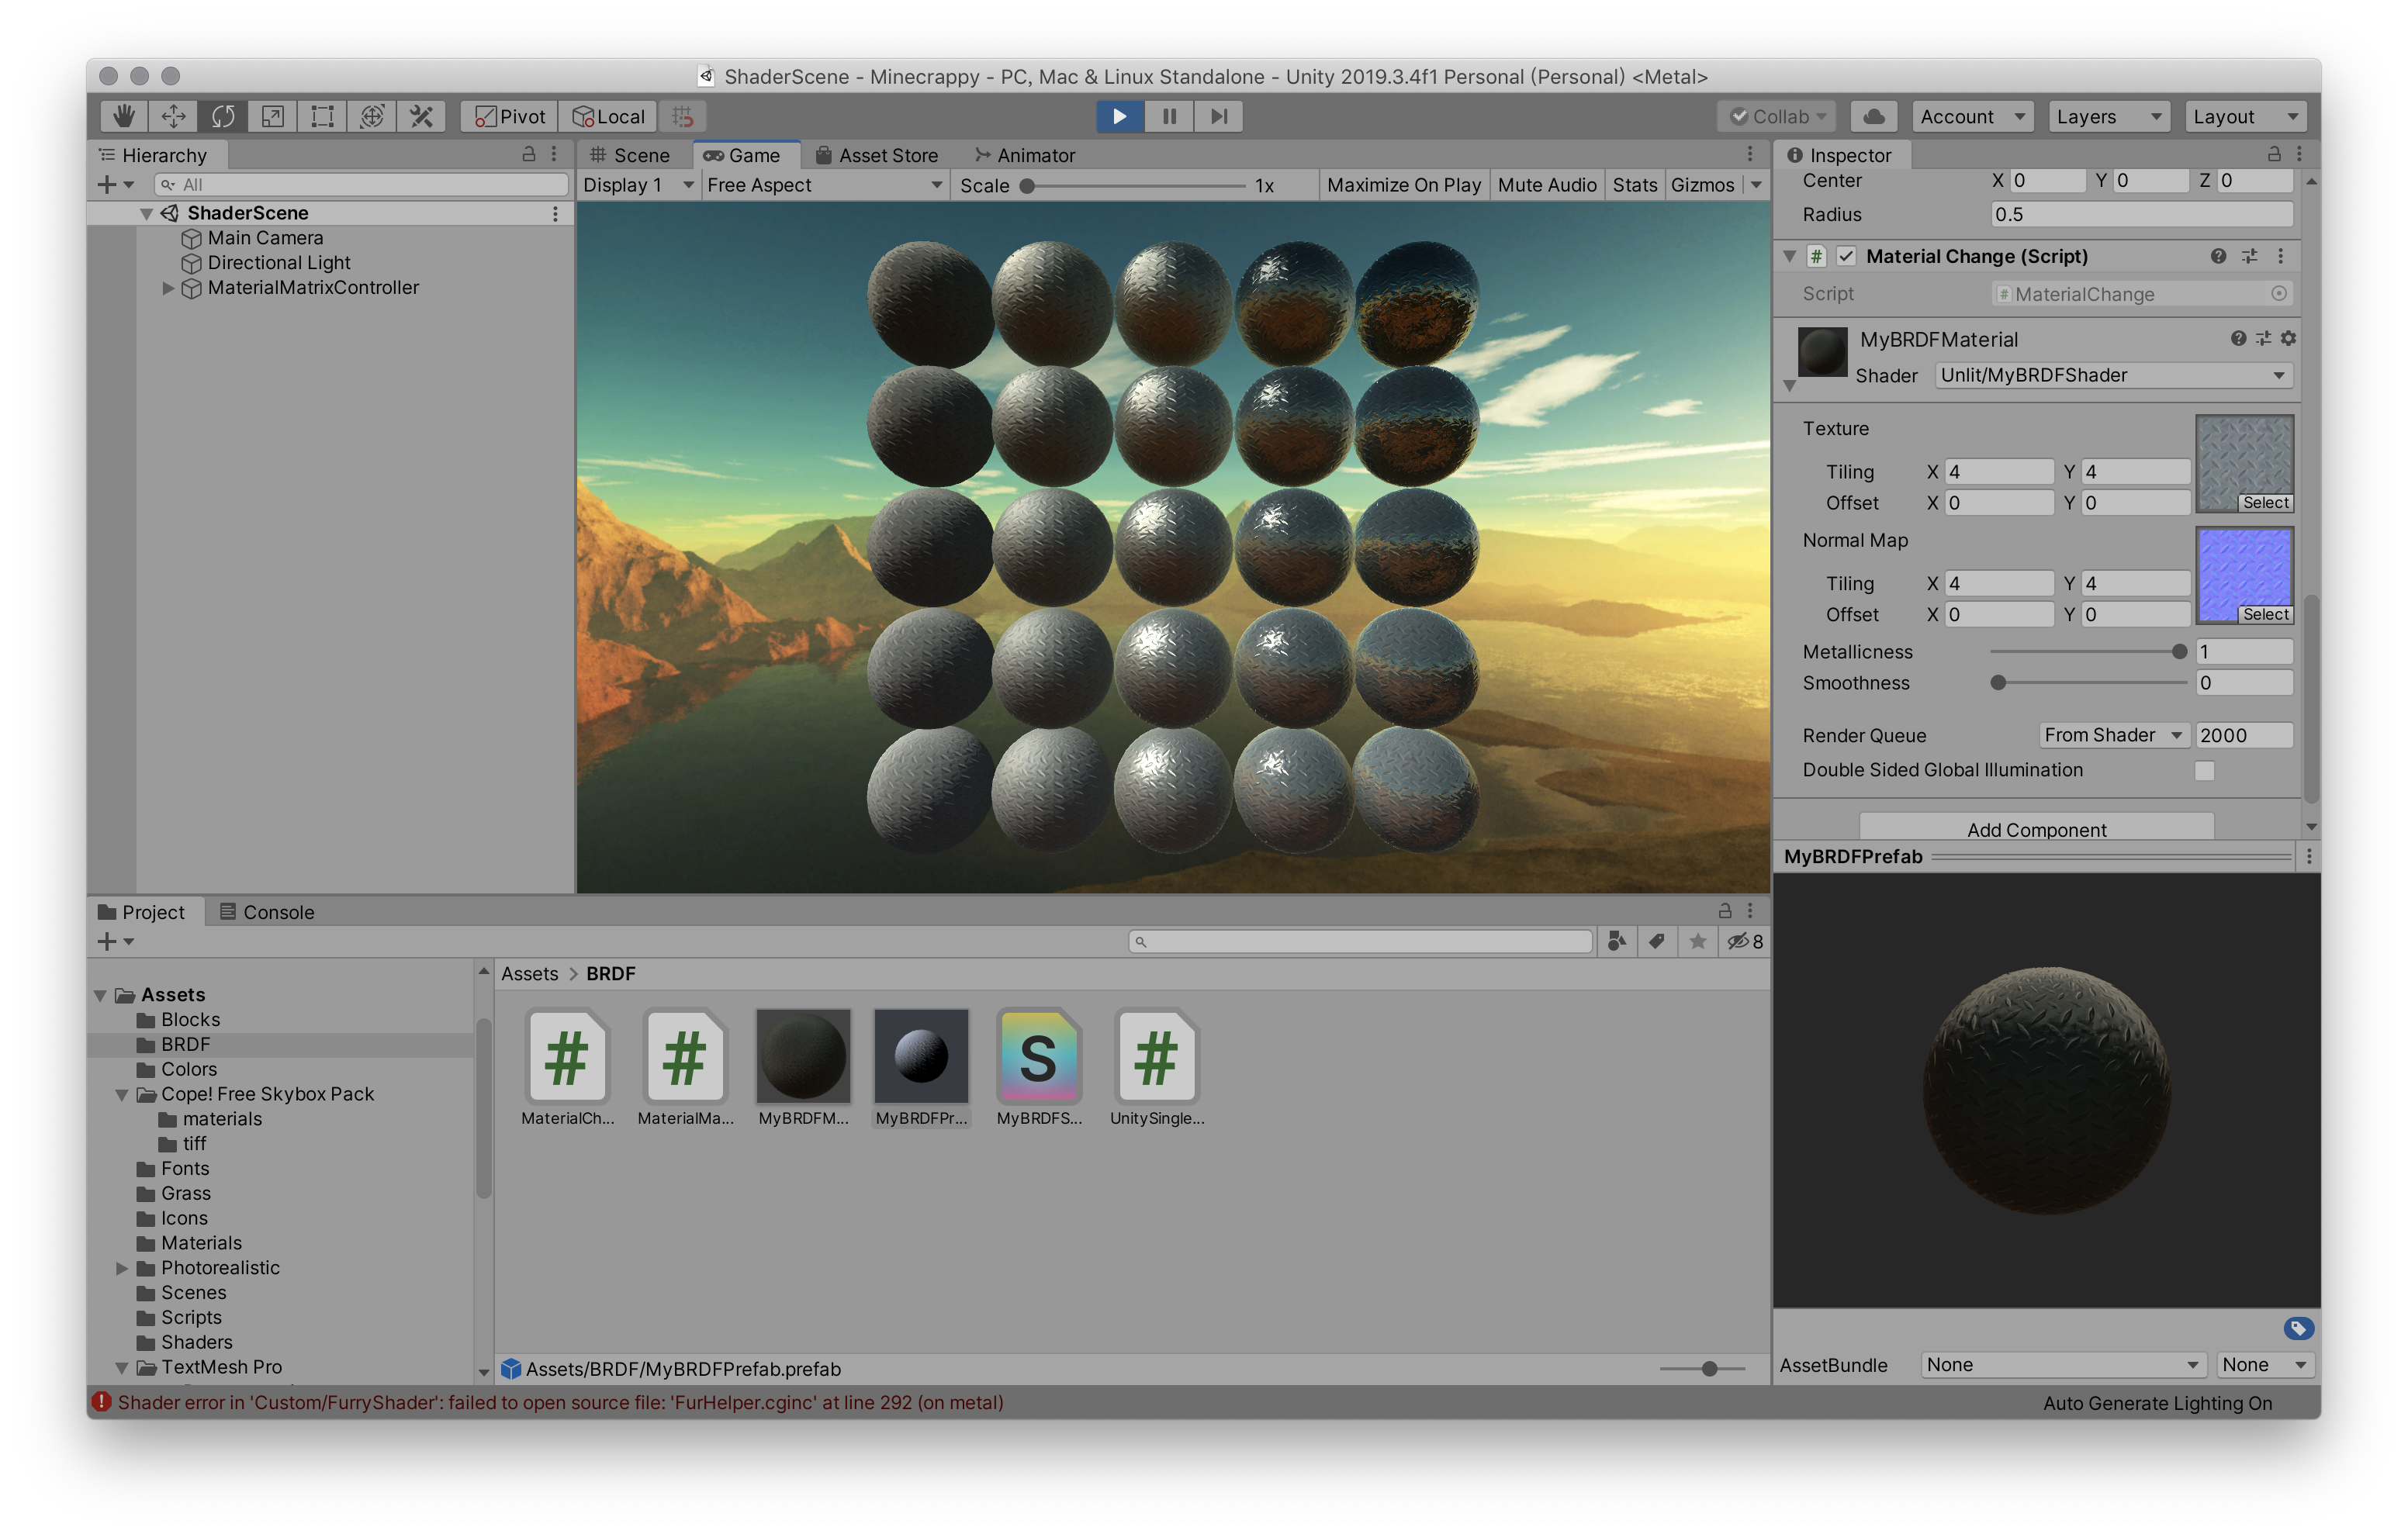 ShaderScene - Minecrappy - PC, Mac & Linux Standalone - Unity 2019.3.4f1 Personal (Personal) <Metal>
Pivot Local Collab Account Layers Layout
Hierarchy
All
ShaderScene
Main Camera
Directional Light
MaterialMatrixController
Scene Game Asset Store Animator
Display 1 Free Aspect Scale 1x Maximize On Play Mute Audio Stats Gizmos
Inspector
Center X 0 Y 0 Z 0
Radius 0.5
# Material Change (Script)
Script # MaterialChange
MyBRDFMaterial
Shader Unlit/MyBRDFShader
Texture
Tiling X 4 Y 4
Offset X 0 Y 0
Select
Normal Map
Tiling X 4 Y 4
Offset X 0 Y 0
Select
Metallicness 1
Smoothness 0
Render Queue From Shader 2000
Double Sided Global Illumination
Add Component
MyBRDFPrefab
AssetBundle None None
Project Console
8
Assets
Blocks
BRDF
Colors
Cope! Free Skybox Pack
materials
tiff
Fonts
Grass
Icons
Materials
Photorealistic
Scenes
Scripts
Shaders
TextMesh Pro
Assets > BRDF
# # S #
MaterialCh... MaterialMa... MyBRDFM... MyBRDFPr... MyBRDFS... UnitySingle...
Assets/BRDF/MyBRDFPrefab.prefab
Shader error in 'Custom/FurryShader': failed to open source file: 'FurHelper.cginc' at line 292 (on metal)
Auto Generate Lighting On